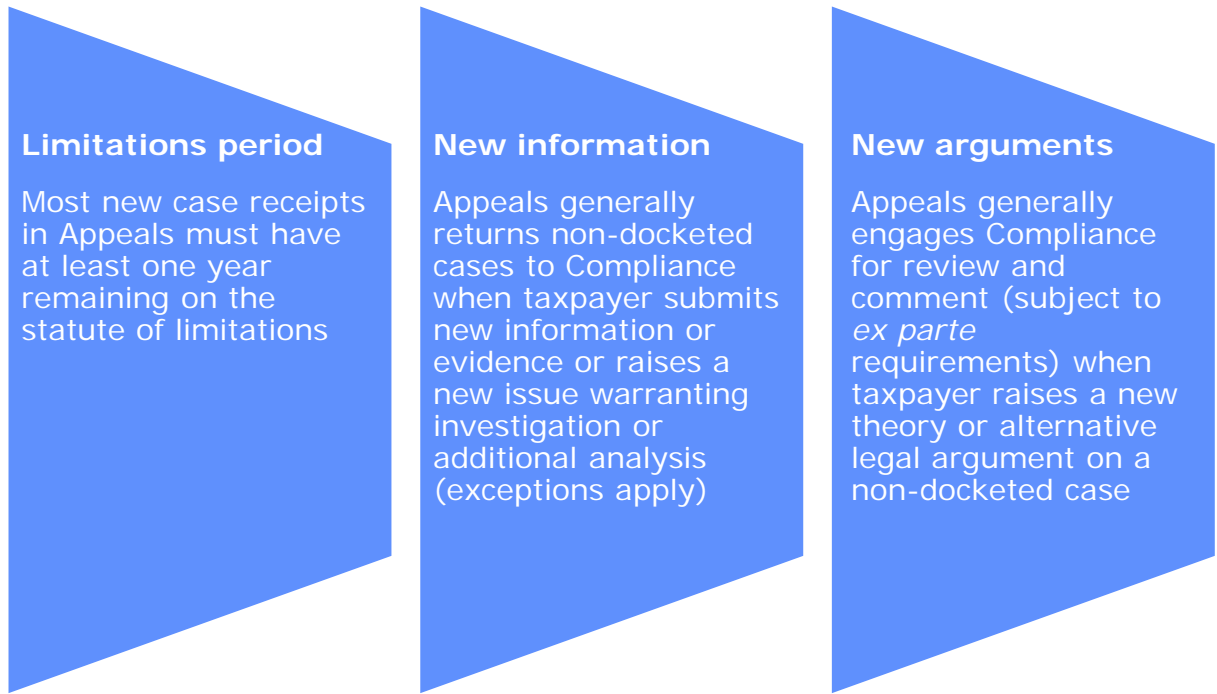 Limitations period
Most new case receipts
in Appeals must have
at least one year
remaining on the
statute of limitations
New information
Appeals generally
returns non-docketed
cases to Compliance
when taxpayer submits
new information or
evidence or raises a
new issue warranting
investigation or
additional analysis
(exceptions apply)
New arguments
Appeals generally
engages Compliance
for review and
comment (subject to
ex parte
requirements) when
taxpayer raises a new
theory or alternative
legal argument on a
non-docketed case